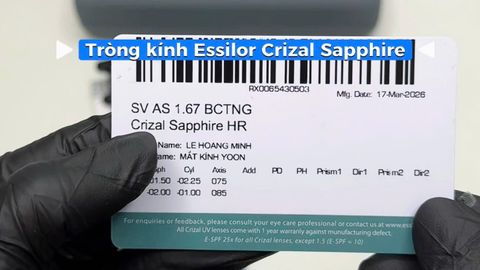 Tròng kính Essilor Crizal Sapphire
RX0065430503
Mfg. Date: 17-Mar-2026
SV AS 1.67 BCTNG
Crizal Sapphire HR
Name: LE HOANG MINH
name: MẮT KÍNH YOON
ph Cyl Axis Add PD PH Prism1 Dir1 Prism2 Dir2
01.50 -02.25 075
-02.00 -01.00 085
For enquiries or feedback, please consult your eye care professional or contact us at www.essi
All Crizal UV lenses come with 1 year warranty against manufacturing defect.
E-SPF 25x for all Crizal lenses, except 1.5 (E-SPF = 10)